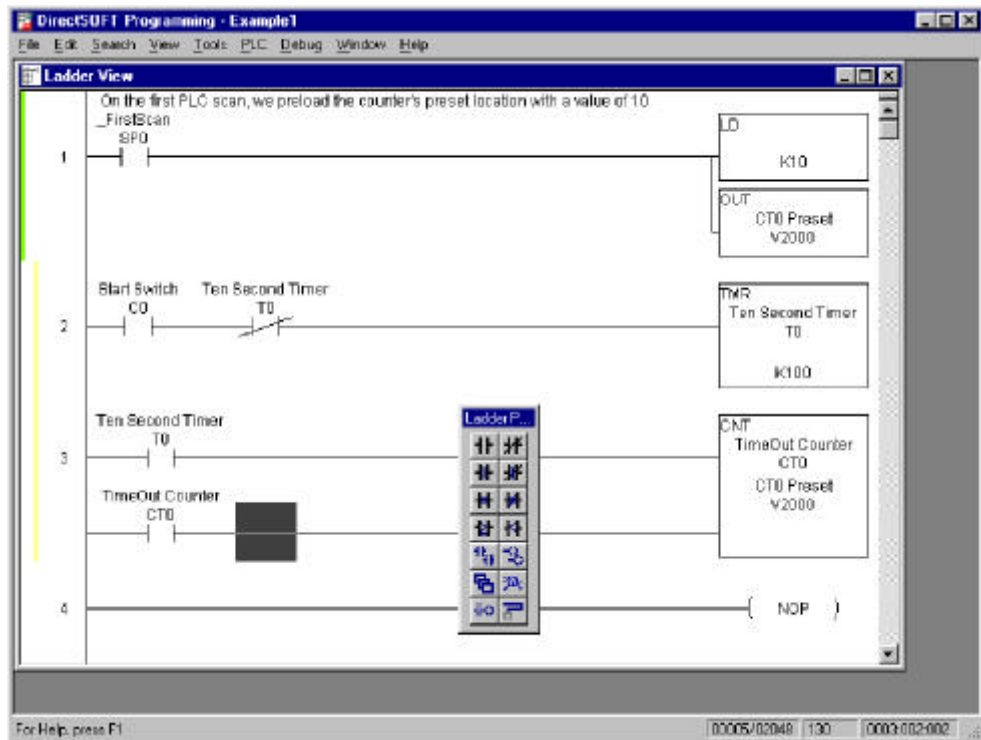 DirectSOFT Programming - Example1
File Edit Search View Tools PLC Debug Window Help
Ladder View
On the first PLC scan, we preload the counter's preset location with a value of 10
_FirstScan
SP0
1
LD
K10
OUT
CT0 Preset
V2000
Start Switch Ten Second Timer
C0 T0
2
TMR
Ten Second Timer
T0
K100
Ten Second Timer
T0
3
Ladder P...
CNT
TimeOut Counter
CT0
CT0 Preset
V2000
TimeOut Counter
CT0
4
NOP
For Help, press F1
00005/02048 130 0003:002:002